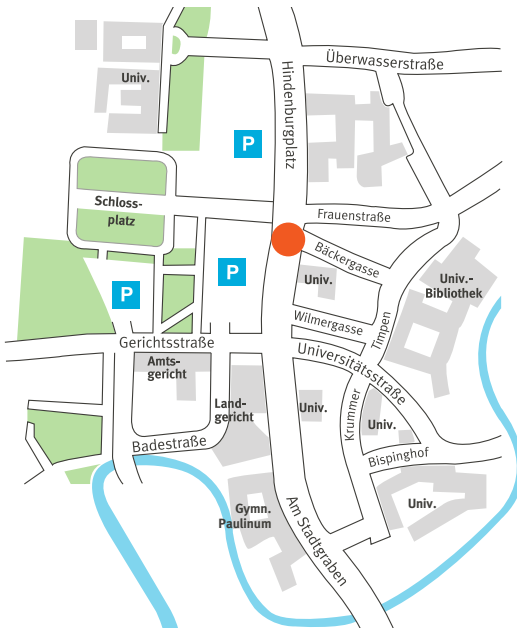 Überwasserstraße
Hindenburgplatz
Univ.
P
Schloss-
platz
Frauenstraße
Bäckergasse
P
Univ.
Univ.-
Bibliothek
P
Wilmergasse
Timpen
Gerichtsstraße
Universitätsstraße
Amts-
gericht
Land-
gericht
Univ.
Krummer
Univ.
Badestraße
Bispinghof
Gymn.
Paulinum
Am Stadtgraben
Univ.